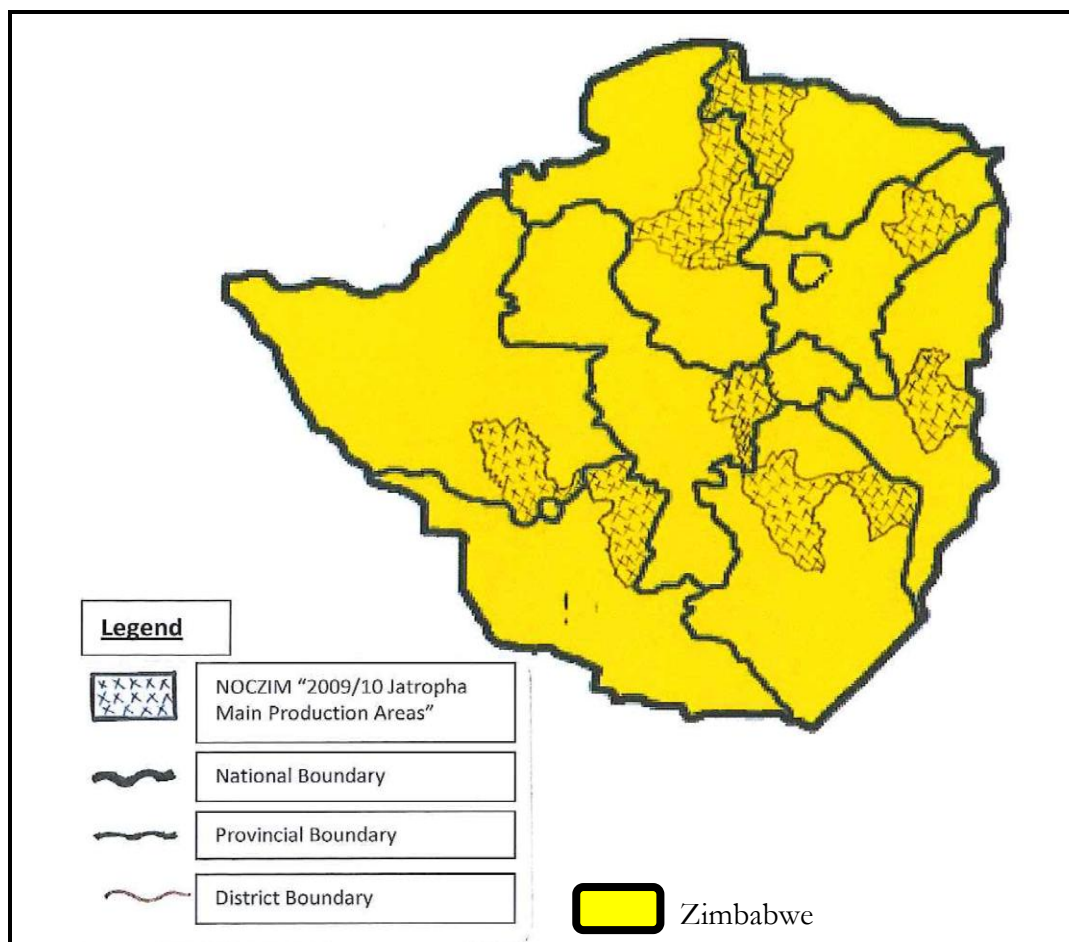 Legend
NOCZIM “2009/10 Jatropha
Main Production Areas”
National Boundary
Provincial Boundary
District Boundary
Zimbabwe